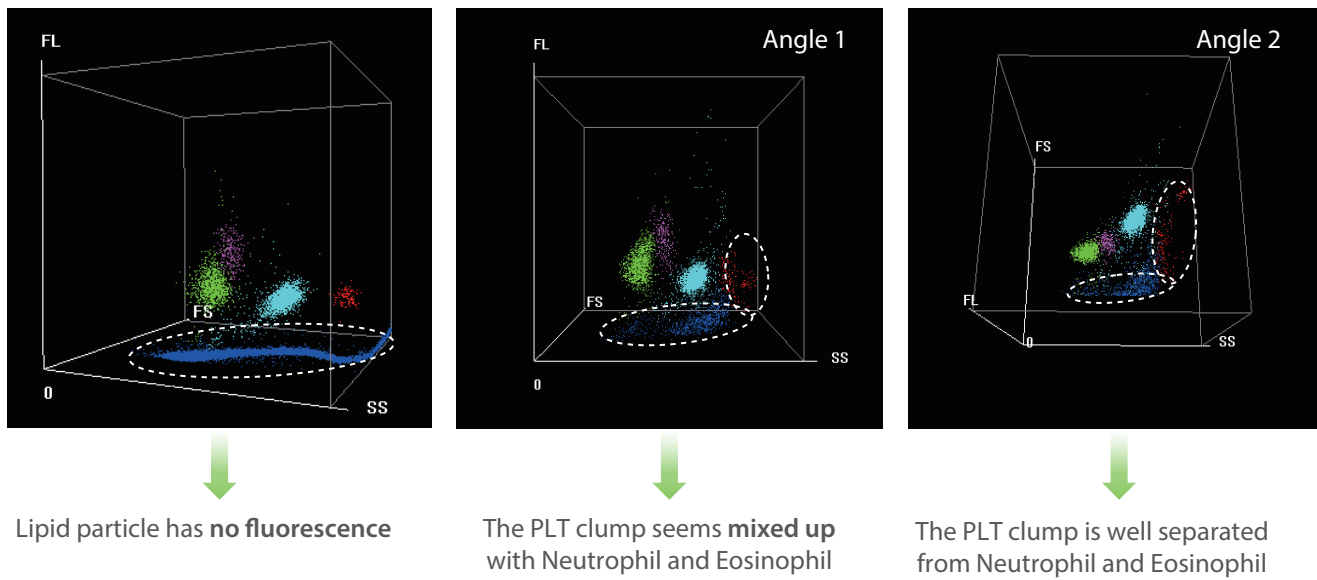 FL
FS
0
SS
Lipid particle has no fluorescence
Angle 1
FL
FS
SS
0
The PLT clump seems mixed up
with Neutrophil and Eosinophil
Angle 2
FS
FL
0
SS
The PLT clump is well separated
from Neutrophil and Eosinophil